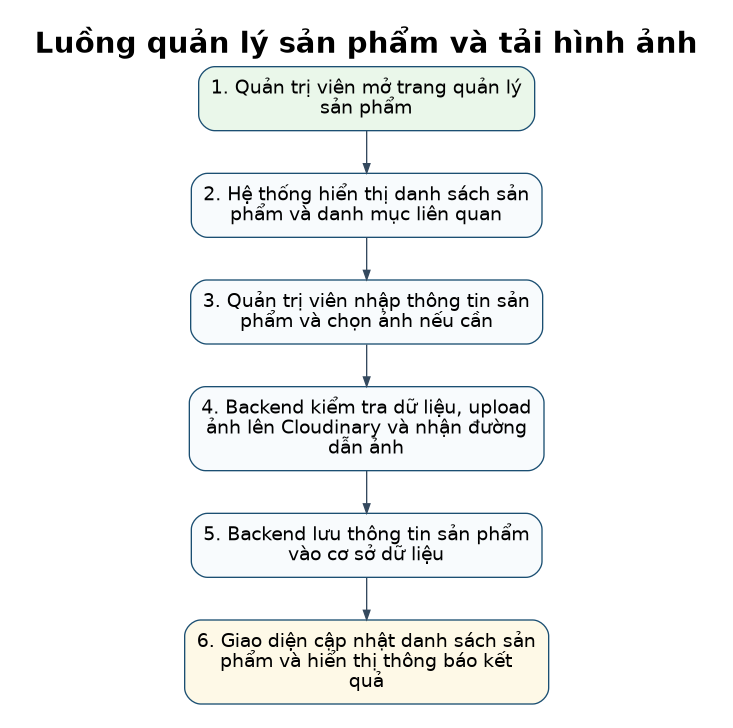 Luồng quản lý sản phẩm và tải hình ảnh
1. Quản trị viên mở trang quản lý
sản phẩm
2. Hệ thống hiển thị danh sách sản
phẩm và danh mục liên quan
3. Quản trị viên nhập thông tin sản
phẩm và chọn ảnh nếu cần
4. Backend kiểm tra dữ liệu, upload
ảnh lên Cloudinary và nhận đường
dẫn ảnh
5. Backend lưu thông tin sản phẩm
vào cơ sở dữ liệu
6. Giao diện cập nhật danh sách sản
phẩm và hiển thị thông báo kết
quả